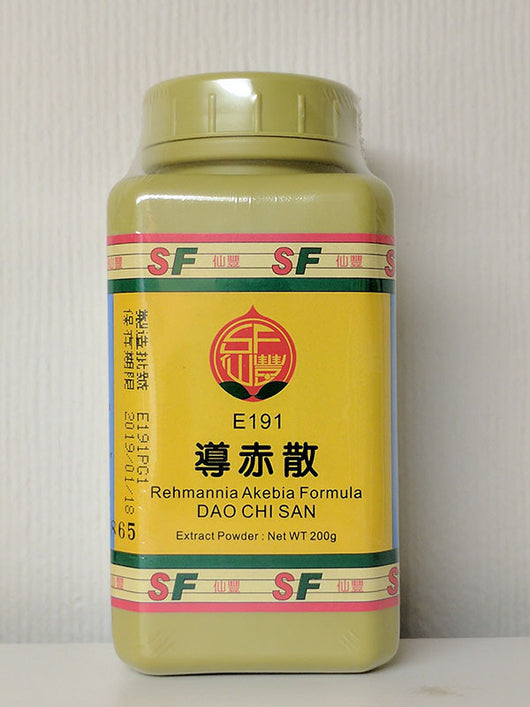 SF 仙豐 SF 仙豐 S
仙豐
E191
導赤散
Rehmannia Akebia Formula
DAO CHI SAN
Extract Powder : Net WT 200g
製造批號 E191PG1
保存期限 2019/01/18
865
SF 仙豐 SF 仙豐 S